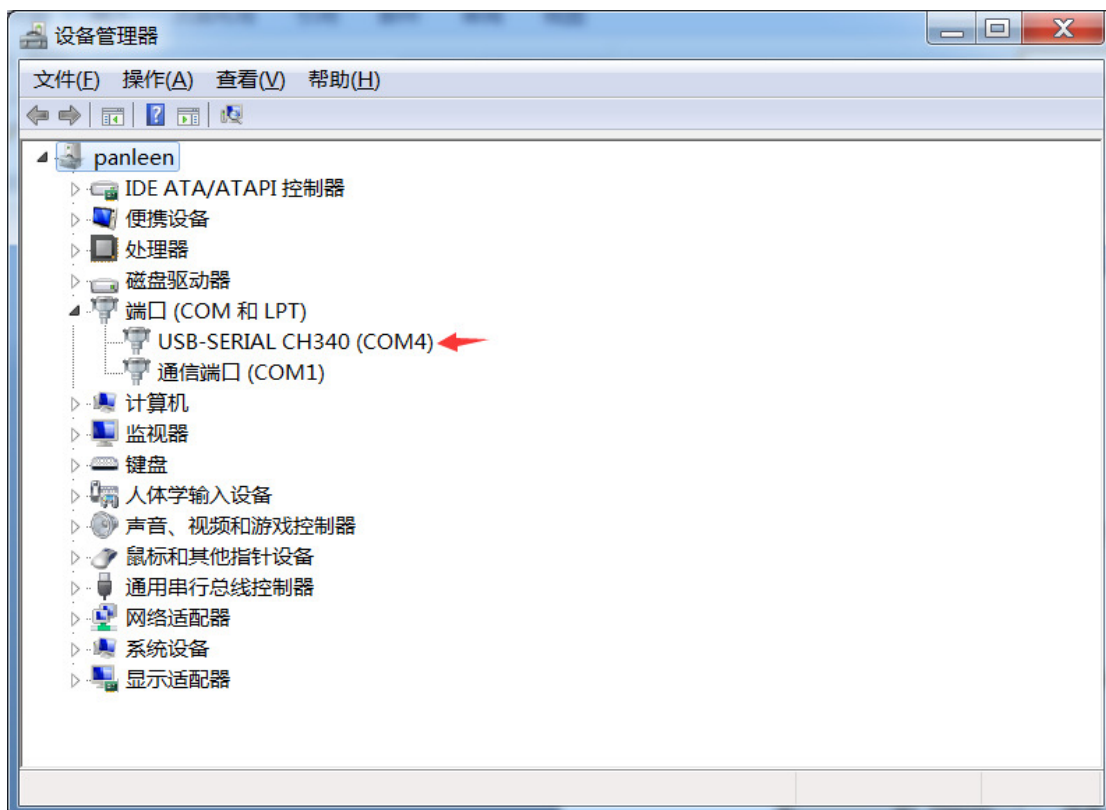 设备管理器
文件(F) 操作(A) 查看(V) 帮助(H)
panleen
IDE ATA/ATAPI 控制器
便携设备
处理器
磁盘驱动器
端口 (COM 和 LPT)
USB-SERIAL CH340 (COM4)
通信端口 (COM1)
计算机
监视器
键盘
人体学输入设备
声音、视频和游戏控制器
鼠标和其他指针设备
通用串行总线控制器
网络适配器
系统设备
显示适配器